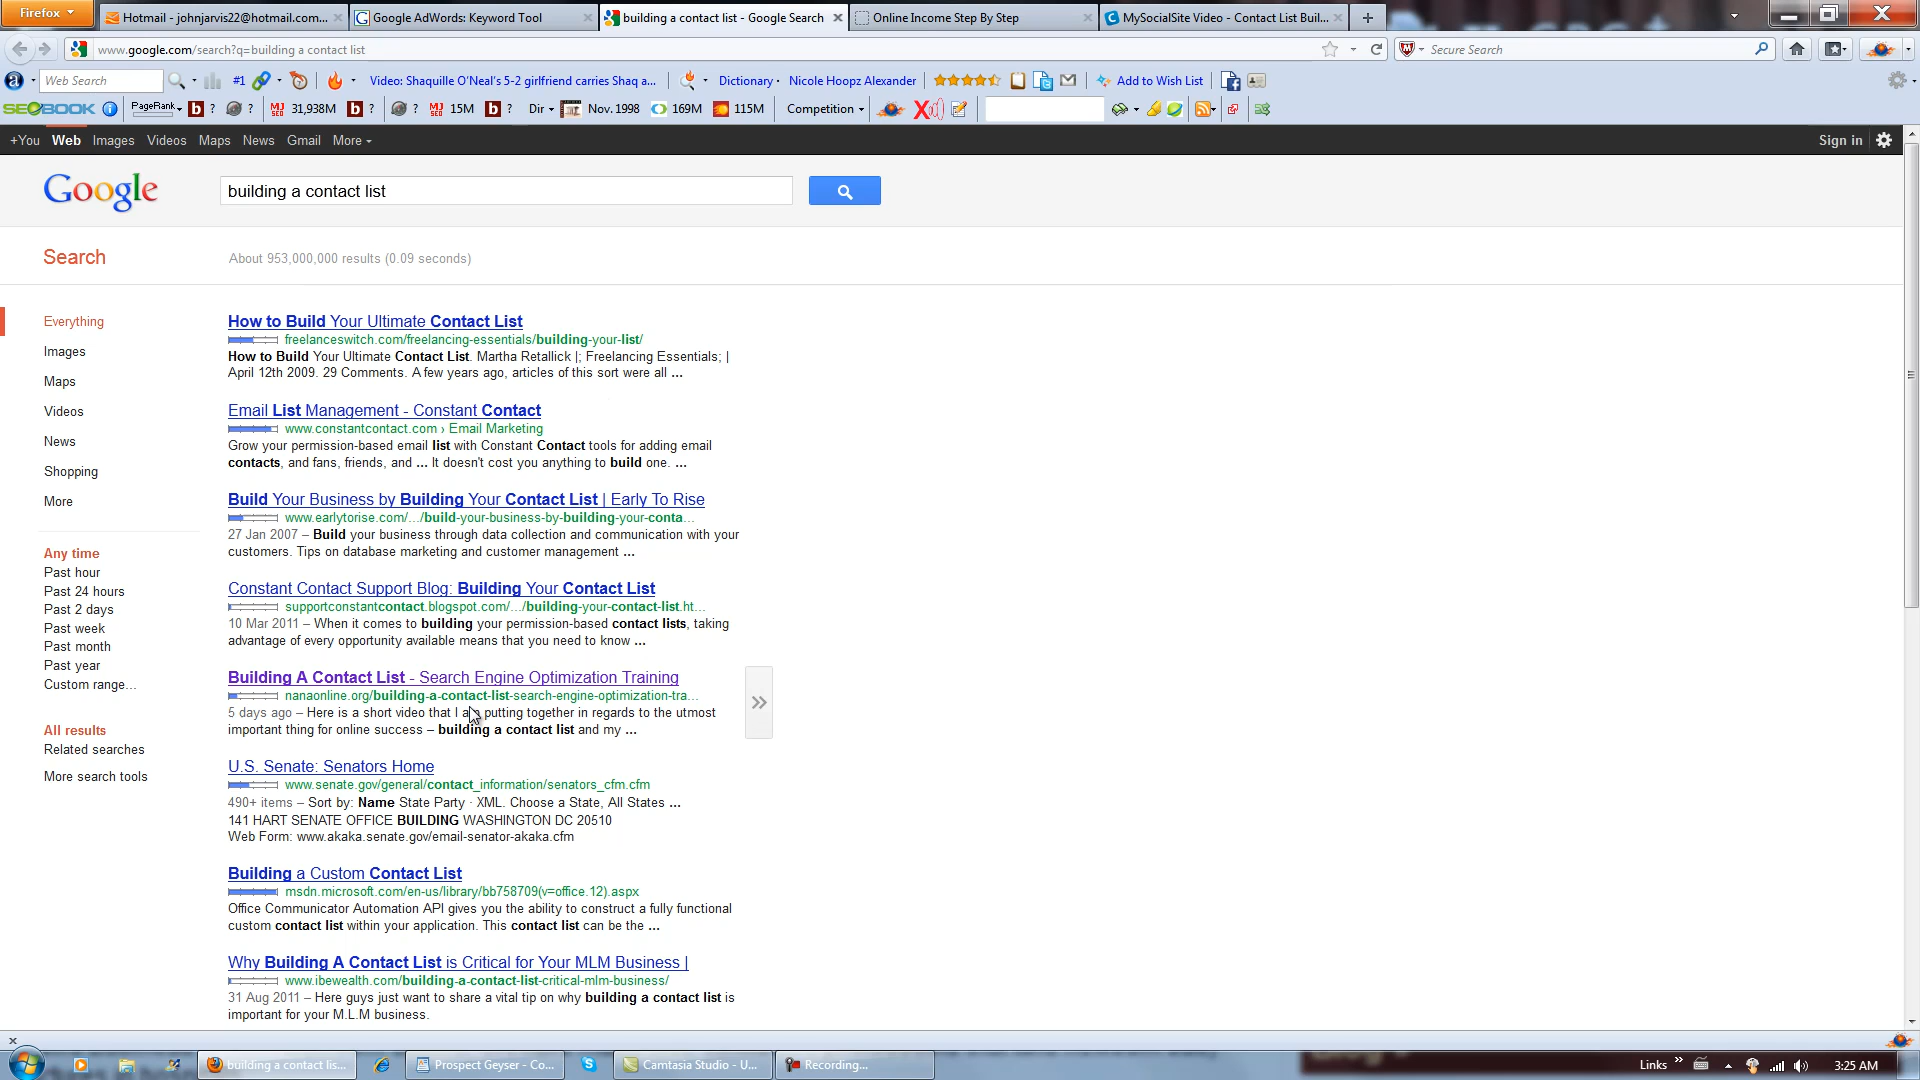 Firefox
Hotmail - johnjarvis22@hotmail.com...
Google AdWords: Keyword Tool
building a contact list - Google Search
Online Income Step By Step
MySocialSite Video - Contact List Buil...
www.google.com/search?q=building a contact list
Secure Search
Web Search
#1
Video: Shaquille O'Neal's 5-2 girlfriend carries Shaq a...
Dictionary
Nicole Hoopz Alexander
Add to Wish List
SEOBOOK
PageRank
b ?
?
31,938M
b ?
?
15M
b ?
Dir
Nov. 1998
169M
115M
Competition
+You Web Images Videos Maps News Gmail More
Sign in
Google
building a contact list
Search
About 953,000,000 results (0.09 seconds)
Everything
Images
Maps
Videos
News
Shopping
More
Any time
Past hour
Past 24 hours
Past 2 days
Past week
Past month
Past year
Custom range...
All results
Related searches
More search tools
How to Build Your Ultimate Contact List
freelanceswitch.com/freelancing-essentials/building-your-list/
How to Build Your Ultimate Contact List. Martha Retallick |; Freelancing Essentials; |
April 12th 2009. 29 Comments. A few years ago, articles of this sort were all ...
Email List Management - Constant Contact
www.constantcontact.com › Email Marketing
Grow your permission-based email list with Constant Contact tools for adding email
contacts, and fans, friends, and ... It doesn't cost you anything to build one. ...
Build Your Business by Building Your Contact List | Early To Rise
www.earlytorise.com/.../build-your-business-by-building-your-conta...
27 Jan 2007 – Build your business through data collection and communication with your
customers. Tips on database marketing and customer management ...
Constant Contact Support Blog: Building Your Contact List
supportconstantcontact.blogspot.com/.../building-your-contact-list.ht...
10 Mar 2011 – When it comes to building your permission-based contact lists, taking
advantage of every opportunity available means that you need to know ...
Building A Contact List - Search Engine Optimization Training
nanaonline.org/building-a-contact-list-search-engine-optimization-tra...
5 days ago – Here is a short video that I am putting together in regards to the utmost
important thing for online success – building a contact list and my ...
U.S. Senate: Senators Home
www.senate.gov/general/contact_information/senators_cfm.cfm
490+ items – Sort by: Name State Party · XML. Choose a State, All States ...
141 HART SENATE OFFICE BUILDING WASHINGTON DC 20510
Web Form: www.akaka.senate.gov/email-senator-akaka.cfm
Building a Custom Contact List
msdn.microsoft.com/en-us/library/bb758709(v=office.12).aspx
Office Communicator Automation API gives you the ability to construct a fully functional
custom contact list within your application. This contact list can be the ...
Why Building A Contact List is Critical for Your MLM Business |
www.ibewealth.com/building-a-contact-list-critical-mlm-business/
31 Aug 2011 – Here guys just want to share a vital tip on why building a contact list is
important for your M.L.M business.
building a contact lis...
Prospect Geyser - Co...
Camtasia Studio - U...
Recording...
Links
3:25 AM